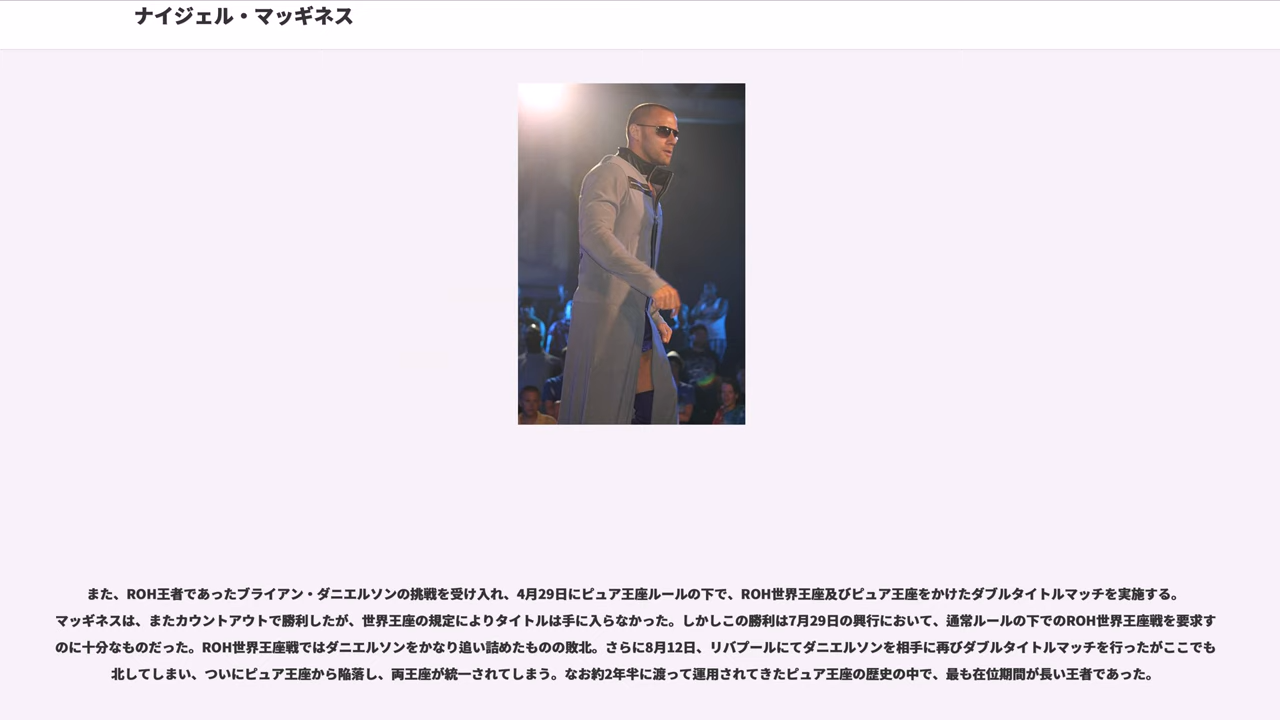 ナイジェル・マッギネス
また、ROH王者であったブライアン・ダニエルソンの挑戦を受け入れ、4月29日にピュア王座ルールの下で、ROH世界王座及びピュア王座をかけたダブルタイトルマッチを実施する。
マッギネスは、またカウントアウトで勝利したが、世界王座の規定によりタイトルは手に入らなかった。しかしこの勝利は7月29日の興行において、通常ルールの下でのROH世界王座戦を要求す
のに十分なものだった。ROH世界王座戦ではダニエルソンをかなり追い詰めたものの敗北。さらに8月12日、リバプールにてダニエルソンを相手に再びダブルタイトルマッチを行ったがここでも
北してしまい、ついにピュア王座から陥落し、両王座が統一されてしまう。なお約2年半に渡って運用されてきたピュア王座の歴史の中で、最も在位期間が長い王者であった。